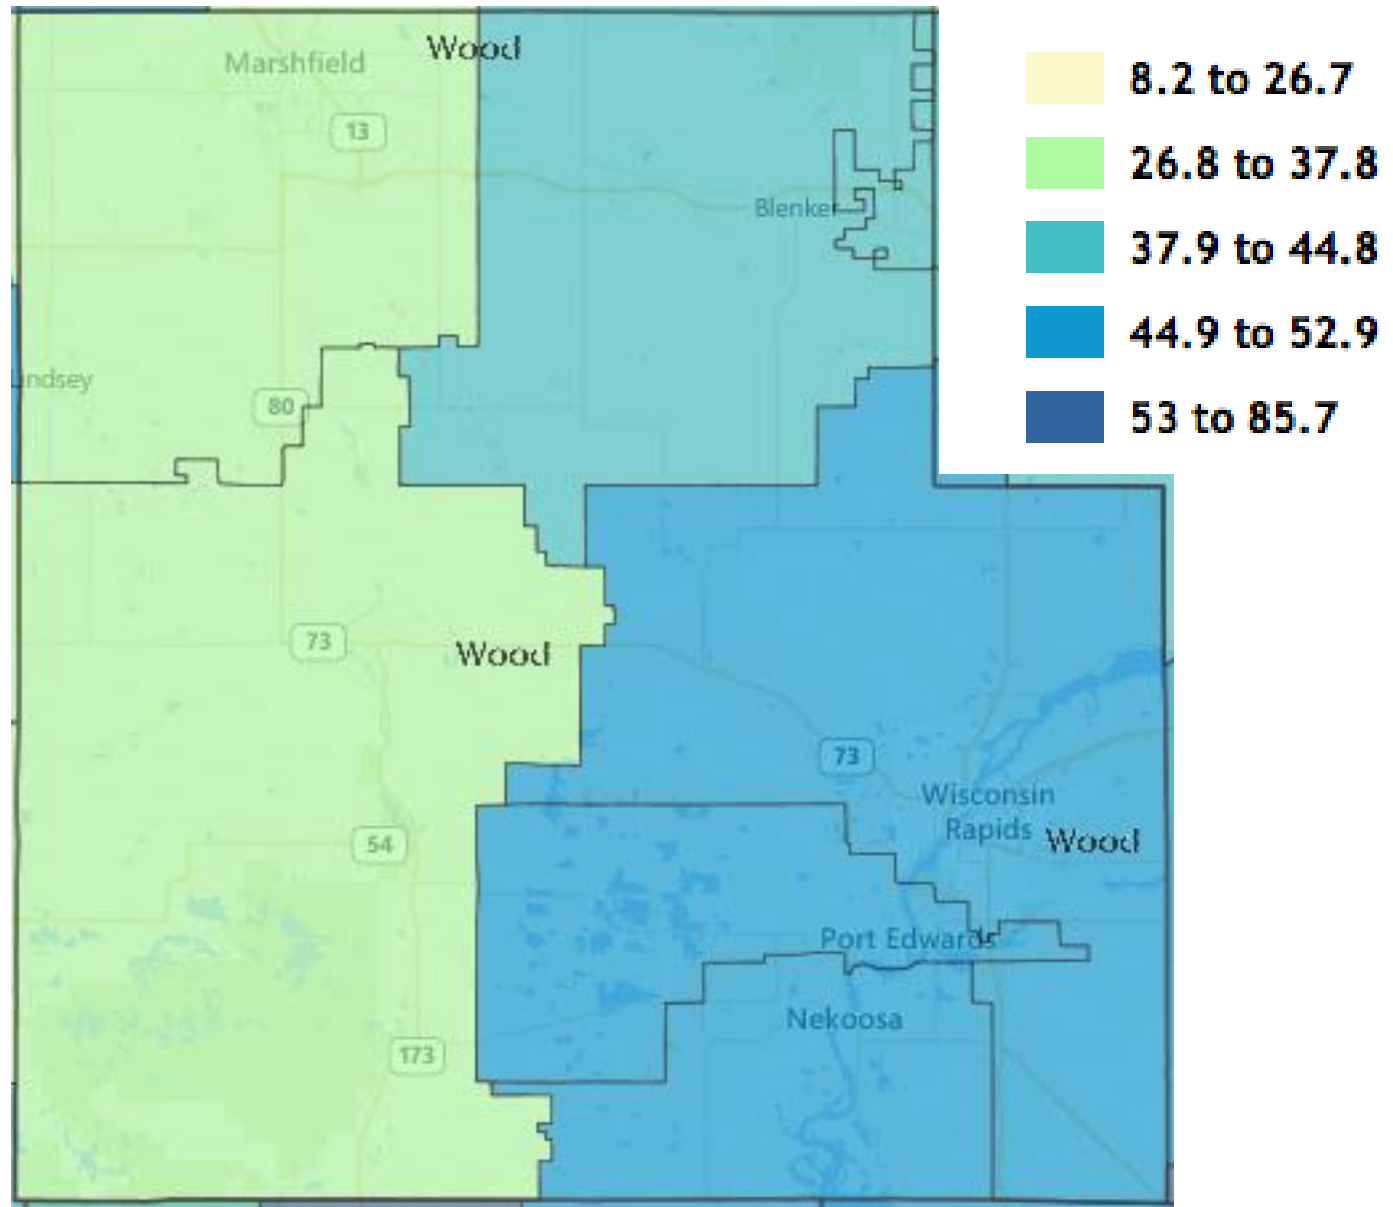 Wood
Marshfield
13
Blenker
indsey
80
73
Wood
73
Wisconsin
Rapids
Wood
54
Port Edwards
Nekoosa
173
8.2 to 26.7
26.8 to 37.8
37.9 to 44.8
44.9 to 52.9
53 to 85.7